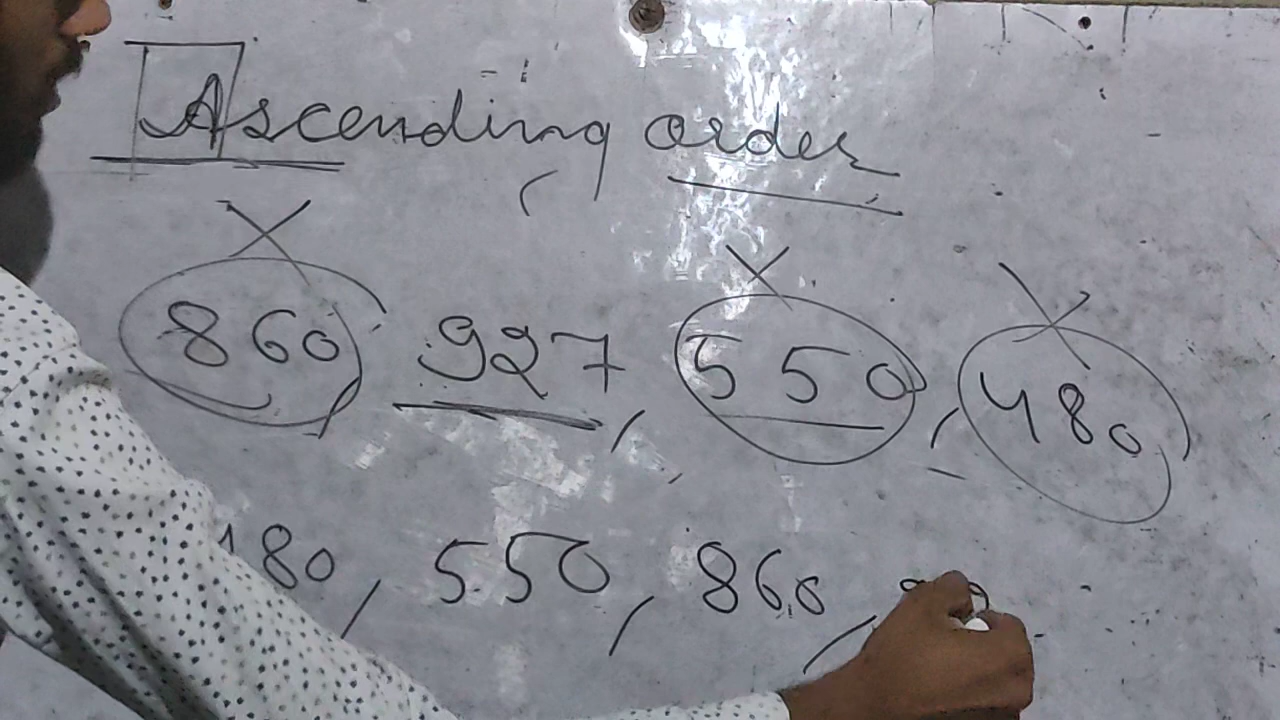 Ascending order
860 927, 550, 480
480, 550, 860,